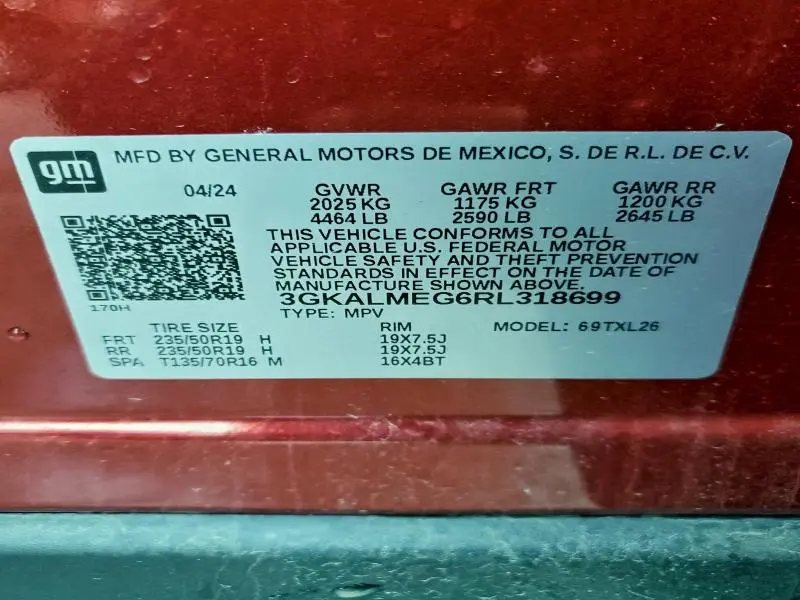 gm MFD BY GENERAL MOTORS DE MEXICO, S. DE R.L. DE C.V.
04/24 GVWR GAWR FRT GAWR RR
2025 KG 1175 KG 1200 KG
4464 LB 2590 LB 2645 LB
THIS VEHICLE CONFORMS TO ALL
APPLICABLE U.S. FEDERAL MOTOR
VEHICLE SAFETY AND THEFT PREVENTION
STANDARDS IN EFFECT ON THE DATE OF
MANUFACTURE SHOWN ABOVE.
170H 3GKALMEG6RL318699
TYPE: MPV
TIRE SIZE RIM MODEL: 69TXL26
FRT 235/50R19 H 19X7.5J
RR 235/50R19 H 19X7.5J
SPA T135/70R16 M 16X4BT